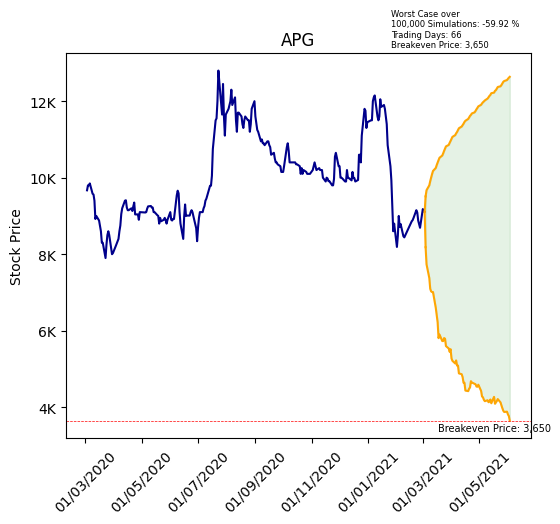 Worst Case over
100,000 Simulations: -59.92 %
Trading Days: 66
Breakeven Price: 3,650
APG
Stock Price
12K
10K
8K
6K
4K
Breakeven Price: 3,650
01/03/2020
01/05/2020
01/07/2020
01/09/2020
01/11/2020
01/01/2021
01/03/2021
01/05/2021